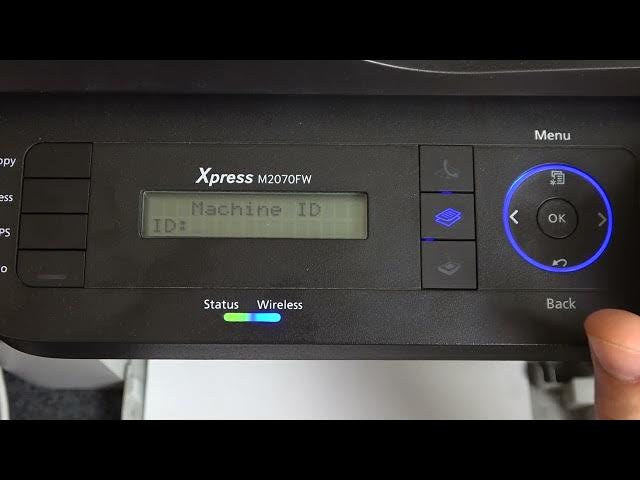 Menu
Xpress M2070FW
Machine ID
ID:
OK
Status Wireless
Back